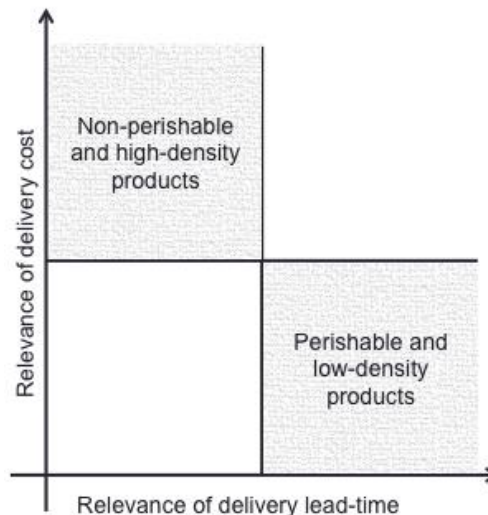 Relevance of delivery cost
Non-perishable
and high-density
products
Perishable and
low-density
products
Relevance of delivery lead-time